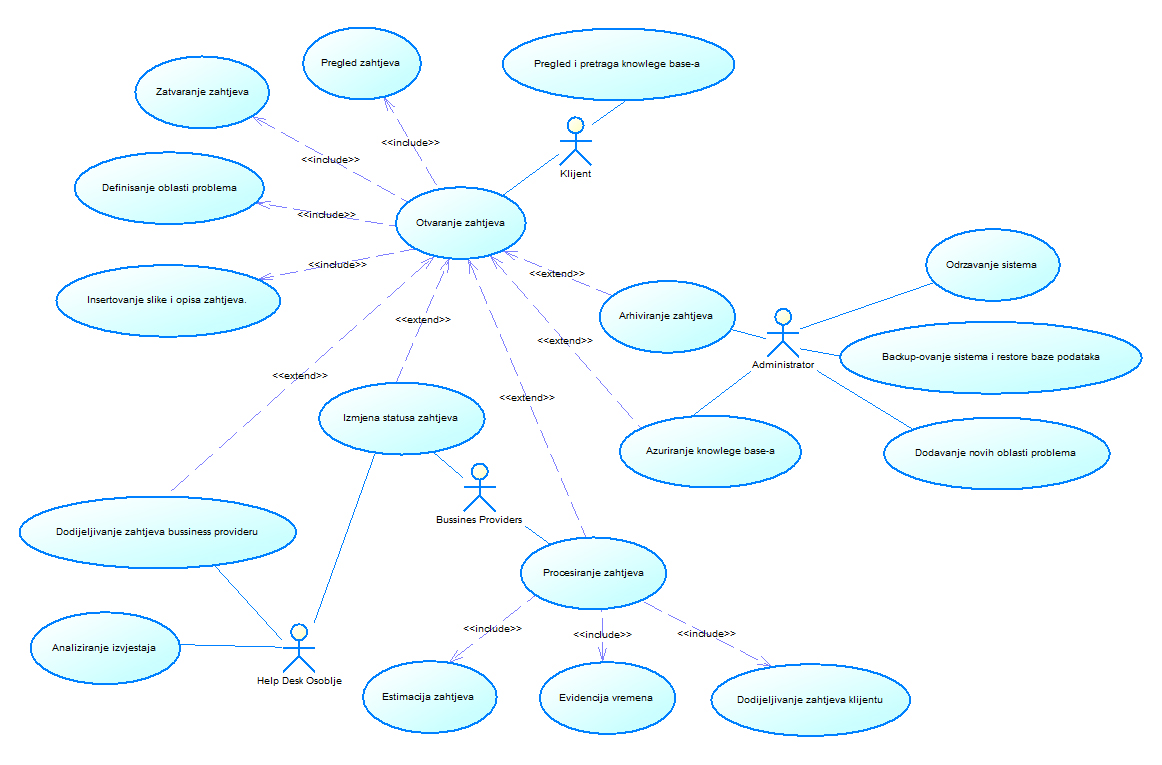 Pregled zahtjeva
Pregled i pretraga knowlege base-a
Zatvaranje zahtjeva
<<include>>
<<include>>
Klijent
Definisanje oblasti problema
<<include>>
Otvaranje zahtjeva
<<include>>
Odrzavanje sistema
<<extend>>
Insertovanje slike i opisa zahtjeva.
Arhiviranje zahtjeva
<<extend>>
<<extend>>
Administrator
Backup-ovanje sistema i restore baze podataka
<<extend>>
<<extend>>
Izmjena statusa zahtjeva
Azuriranje knowlege base-a
Dodavanje novih oblasti problema
Bussines Providers
Dodijeljivanje zahtjeva bussiness provideru
Procesiranje zahtjeva
<<include>>
<<include>>
<<include>>
Analiziranje izvjestaja
Help Desk Osoblje
Estimacija zahtjeva
Evidencija vremena
Dodijeljivanje zahtjeva klijentu